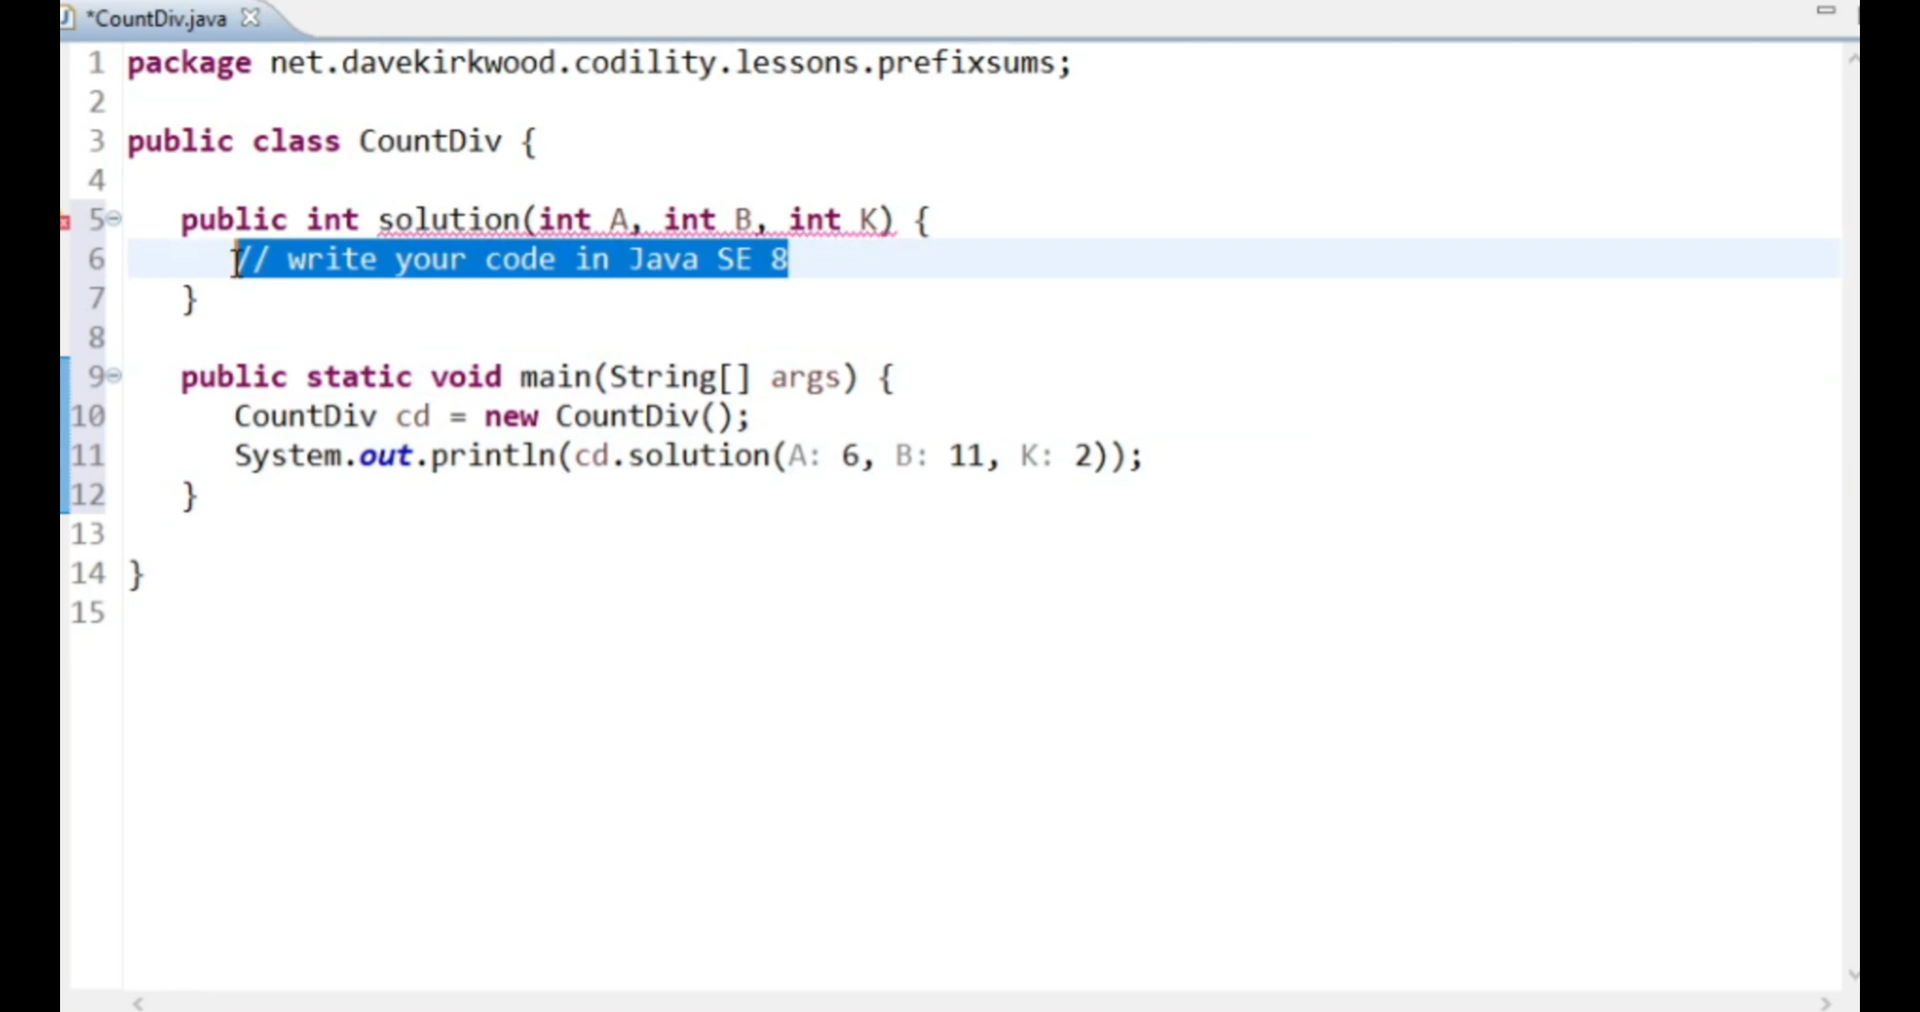 *CountDiv.java
1 package net.davekirkwood.codility.lessons.prefixsums;
2
3 public class CountDiv {
4
5 public int solution(int A, int B, int K) {
6 // write your code in Java SE 8
7 }
8
9 public static void main(String[] args) {
10 CountDiv cd = new CountDiv();
11 System.out.println(cd.solution(A: 6, B: 11, K: 2));
12 }
13
14 }
15